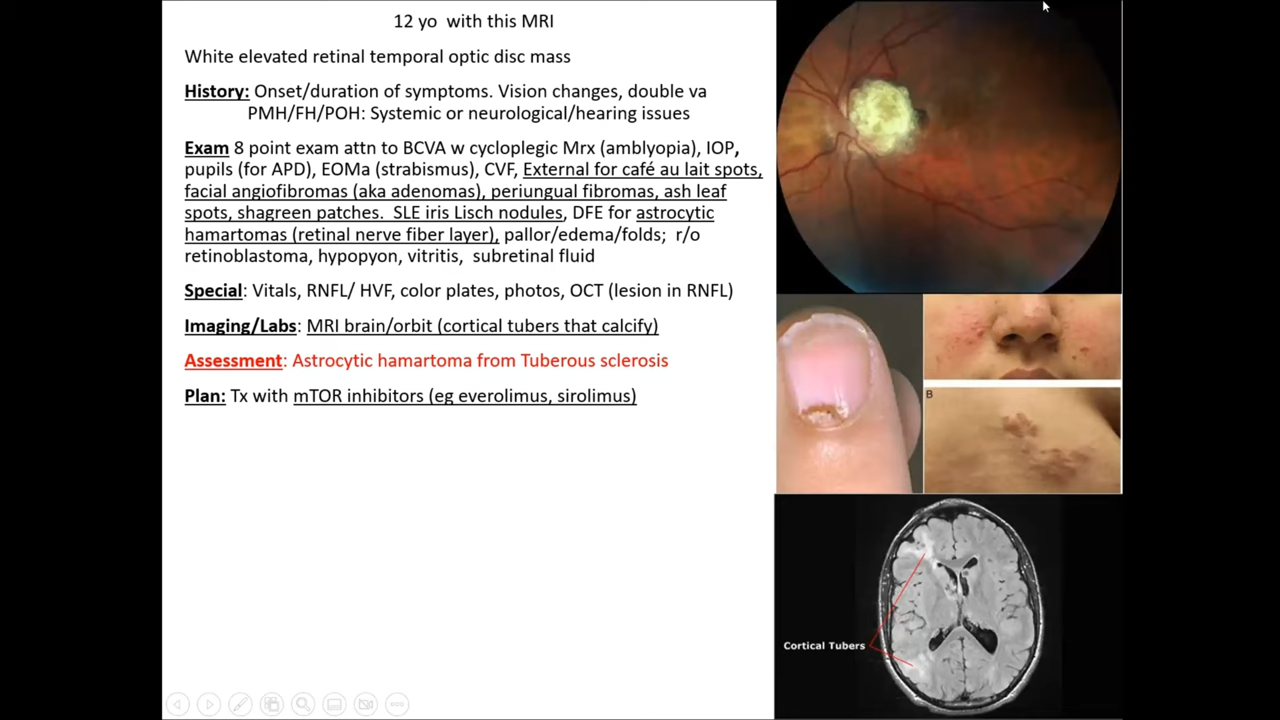 12 yo with this MRI
White elevated retinal temporal optic disc mass
History: Onset/duration of symptoms. Vision changes, double va
PMH/FH/POH: Systemic or neurological/hearing issues
Exam 8 point exam attn to BCVA w cycloplegic Mrx (amblyopia), IOP,
pupils (for APD), EOMa (strabismus), CVF, External for café au lait spots,
facial angiofibromas (aka adenomas), periungual fibromas, ash leaf
spots, shagreen patches. SLE iris Lisch nodules, DFE for astrocytic
hamartomas (retinal nerve fiber layer), pallor/edema/folds; r/o
retinoblastoma, hypopyon, vitritis, subretinal fluid
Special: Vitals, RNFL/ HVF, color plates, photos, OCT (lesion in RNFL)
Imaging/Labs: MRI brain/orbit (cortical tubers that calcify)
Assessment: Astrocytic hamartoma from Tuberous sclerosis
Plan: Tx with mTOR inhibitors (eg everolimus, sirolimus)
B
Cortical Tubers